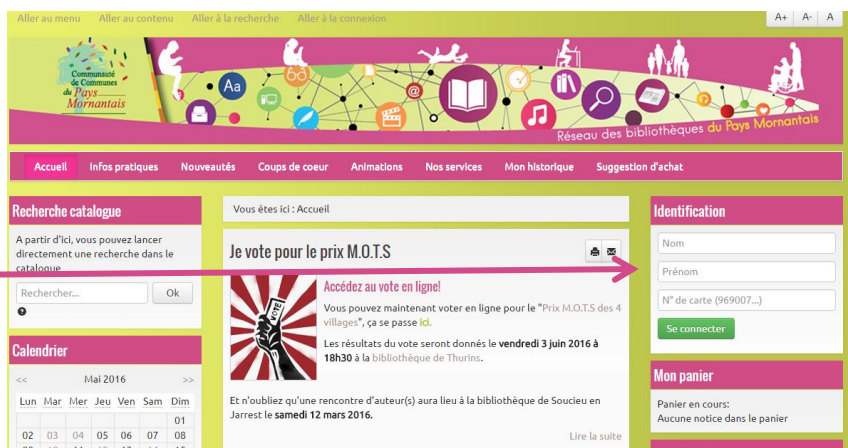 Aller au menu Aller au contenu Aller à la recherche Aller à la connexion
A+ A- A
Communauté
de Communes
du Pays
Mornantais
Aa
@
Réseau des bibliothèques du Pays Mornantais
Accueil Infos pratiques Nouveautés Coups de coeur Animations Nos services Mon historique Suggestion d'achat
Recherche catalogue
A partir d'ici, vous pouvez lancer
directement une recherche dans le
catalogue
Rechercher... Ok
?
Calendrier
<< Mai 2016 >>
Lun Mar Mer Jeu Ven Sam Dim
01
02 03 04 05 06 07 08
Vous êtes ici : Accueil
Je vote pour le prix M.O.T.S
VOTE
Accédez au vote en ligne!
Vous pouvez maintenant voter en ligne pour le "Prix M.O.T.S des 4
villages", ça se passe ici.
Les résultats du vote seront donnés le vendredi 3 juin 2016 à
18h30 à la bibliothèque de Thurins.
Et n'oubliez qu'une rencontre d'auteur(s) aura lieu à la bibliothèque de Soucieu en
Jarrest le samedi 12 mars 2016.
Lire la suite
Identification
Nom
Prénom
N° de carte (969007...)
Se connecter
Mon panier
Panier en cours:
Aucune notice dans le panier